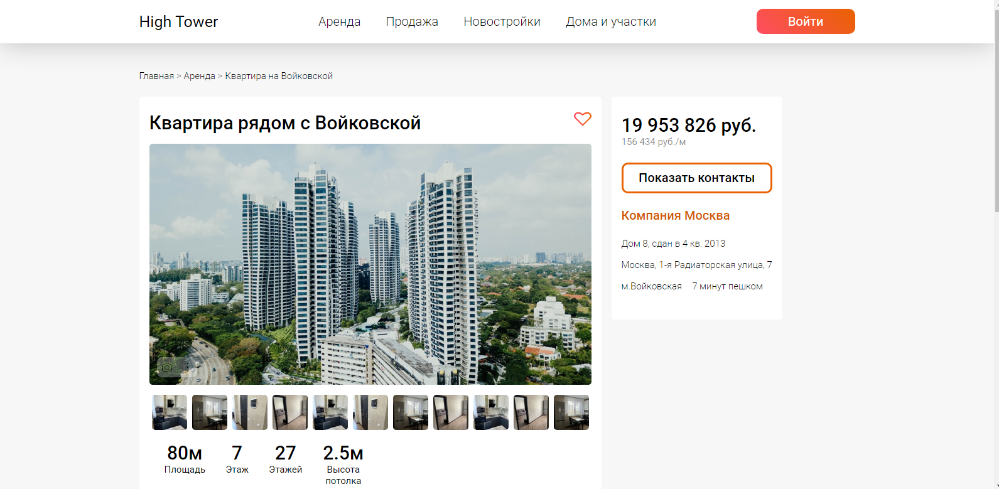 High Tower
Аренда
Продажа
Новостройки
Дома и участки
Войти
Главная > Аренда > Квартира на Войковской
Квартира рядом с Войковской
80м
Площадь
7
Этаж
27
Этажей
2.5м
Высота
потолка
19 953 826 руб.
156 434 руб./м
Показать контакты
Компания Москва
Дом 8, сдан в 4 кв. 2013
Москва, 1-я Радиаторская улица, 7
м.Войковская 7 минут пешком